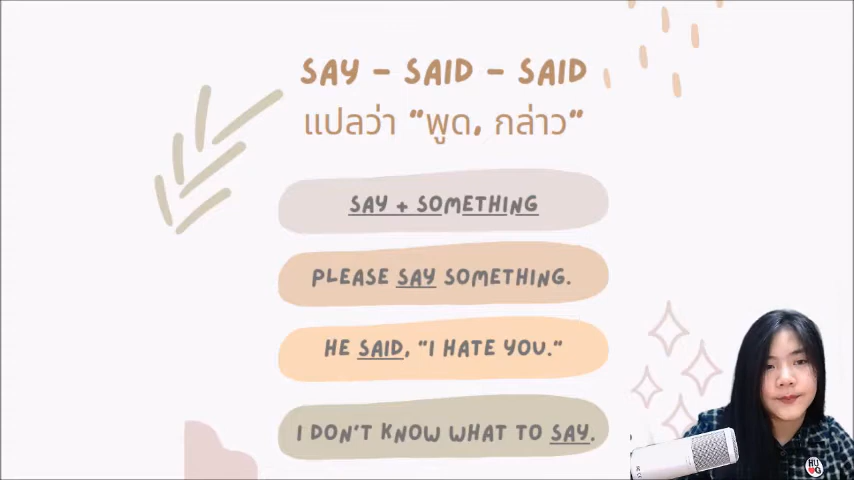 SAY - SAID - SAID
แปลว่า "พูด, กล่าว"
SAY + SOMETHING
PLEASE SAY SOMETHING.
HE SAID, "I HATE YOU."
I DON'T KNOW WHAT TO SAY.